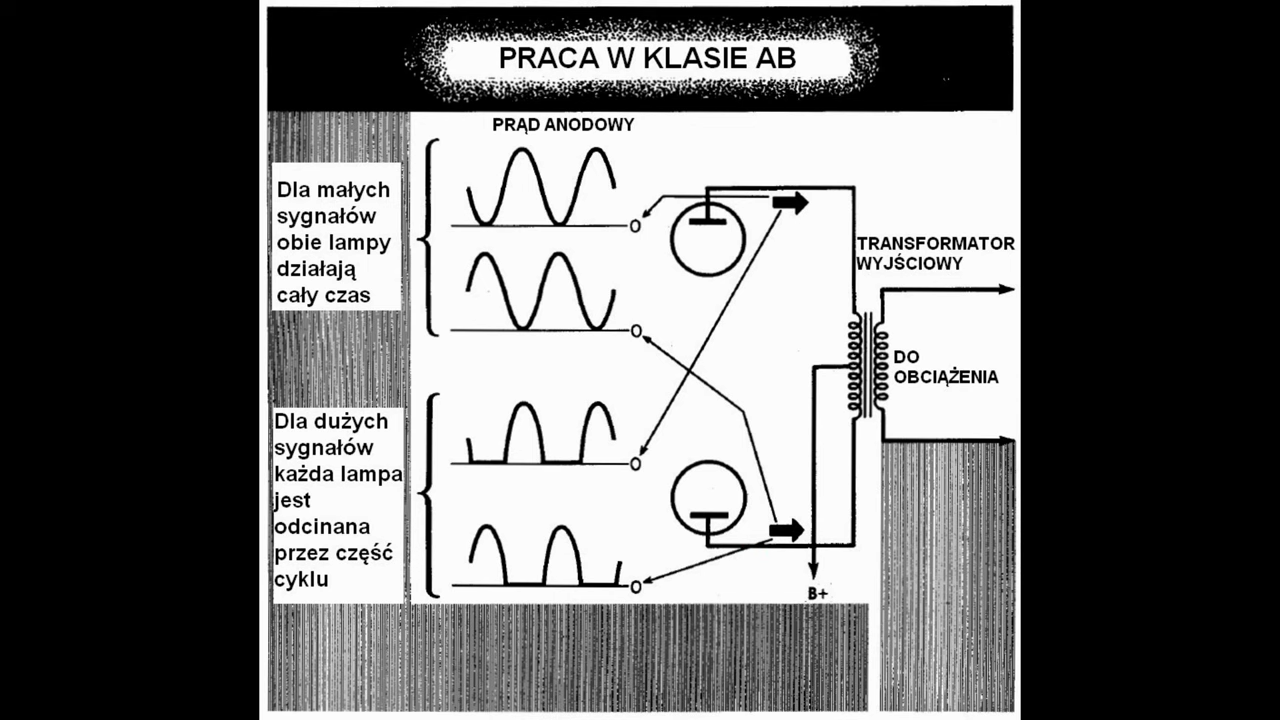 PRACA W KLASIE AB
PRĄD ANODOWY
Dla małych
sygnałów
obie lampy
działają
cały czas
O
O
TRANSFORMATOR
WYJŚCIOWY
DO
OBCIĄŻENIA
Dla dużych
sygnałów
każda lampa
jest
odcinana
przez część
cyklu
O
O
B+